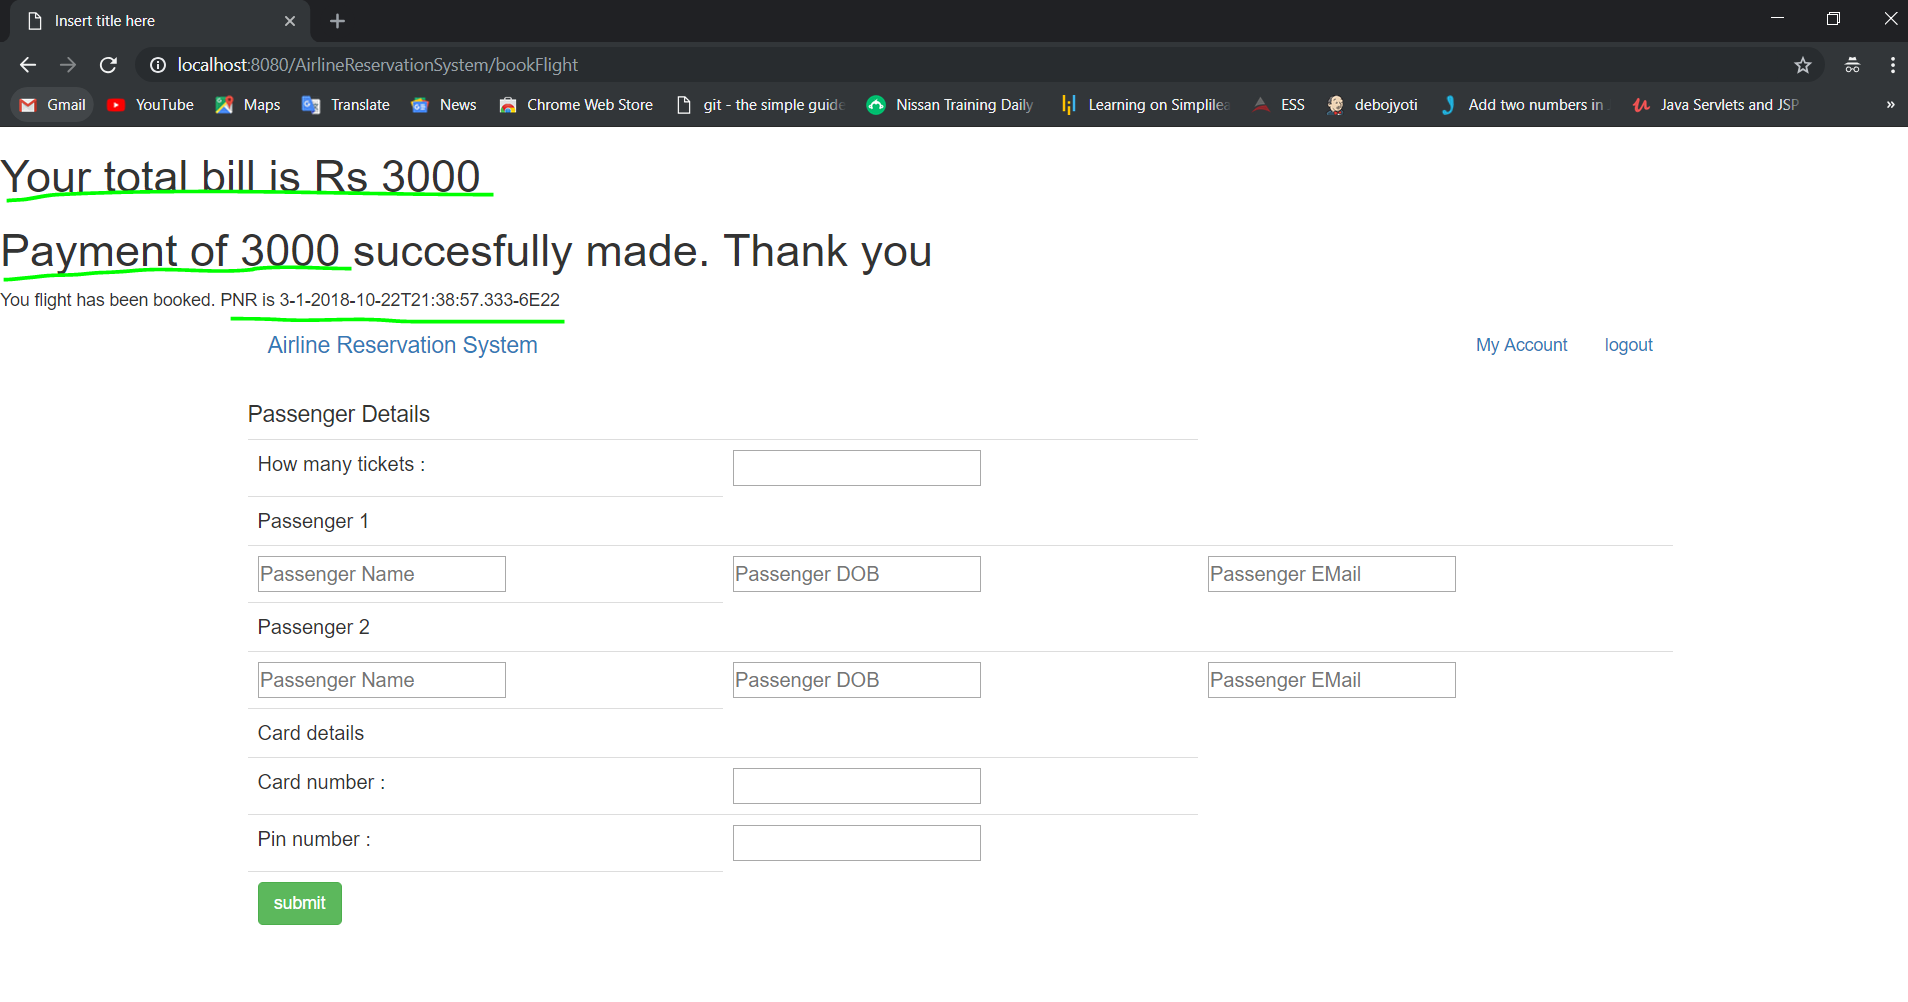 Insert title here
localhost:8080/AirlineReservationSystem/bookFlight
Gmail YouTube Maps Translate News Chrome Web Store git - the simple guide Nissan Training Daily Learning on Simplilea ESS debojyoti Add two numbers in Java Servlets and JSP »
Your total bill is Rs 3000
Payment of 3000 succesfully made. Thank you
You flight has been booked. PNR is 3-1-2018-10-22T21:38:57.333-6E22
Airline Reservation System My Account logout
Passenger Details
How many tickets :
Passenger 1
Passenger Name Passenger DOB Passenger EMail
Passenger 2
Passenger Name Passenger DOB Passenger EMail
Card details
Card number :
Pin number :
submit